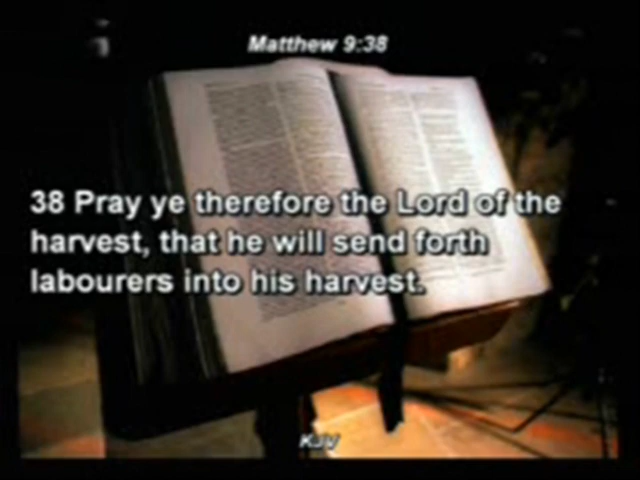 Matthew 9:38
38 Pray ye therefore the Lord of the
harvest, that he will send forth
labourers into his harvest.
KJV